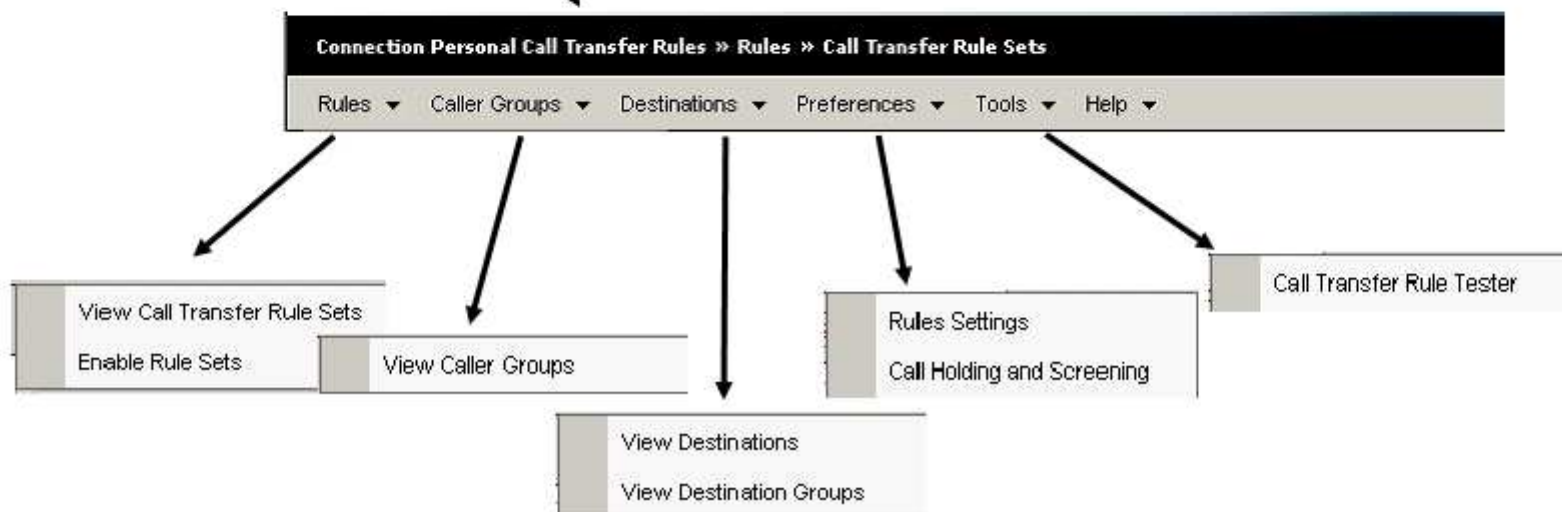 Connection Personal Call Transfer Rules » Rules » Call Transfer Rule Sets
Rules Caller Groups Destinations Preferences Tools Help
View Call Transfer Rule Sets
Enable Rule Sets
View Caller Groups
View Destinations
View Destination Groups
Rules Settings
Call Holding and Screening
Call Transfer Rule Tester